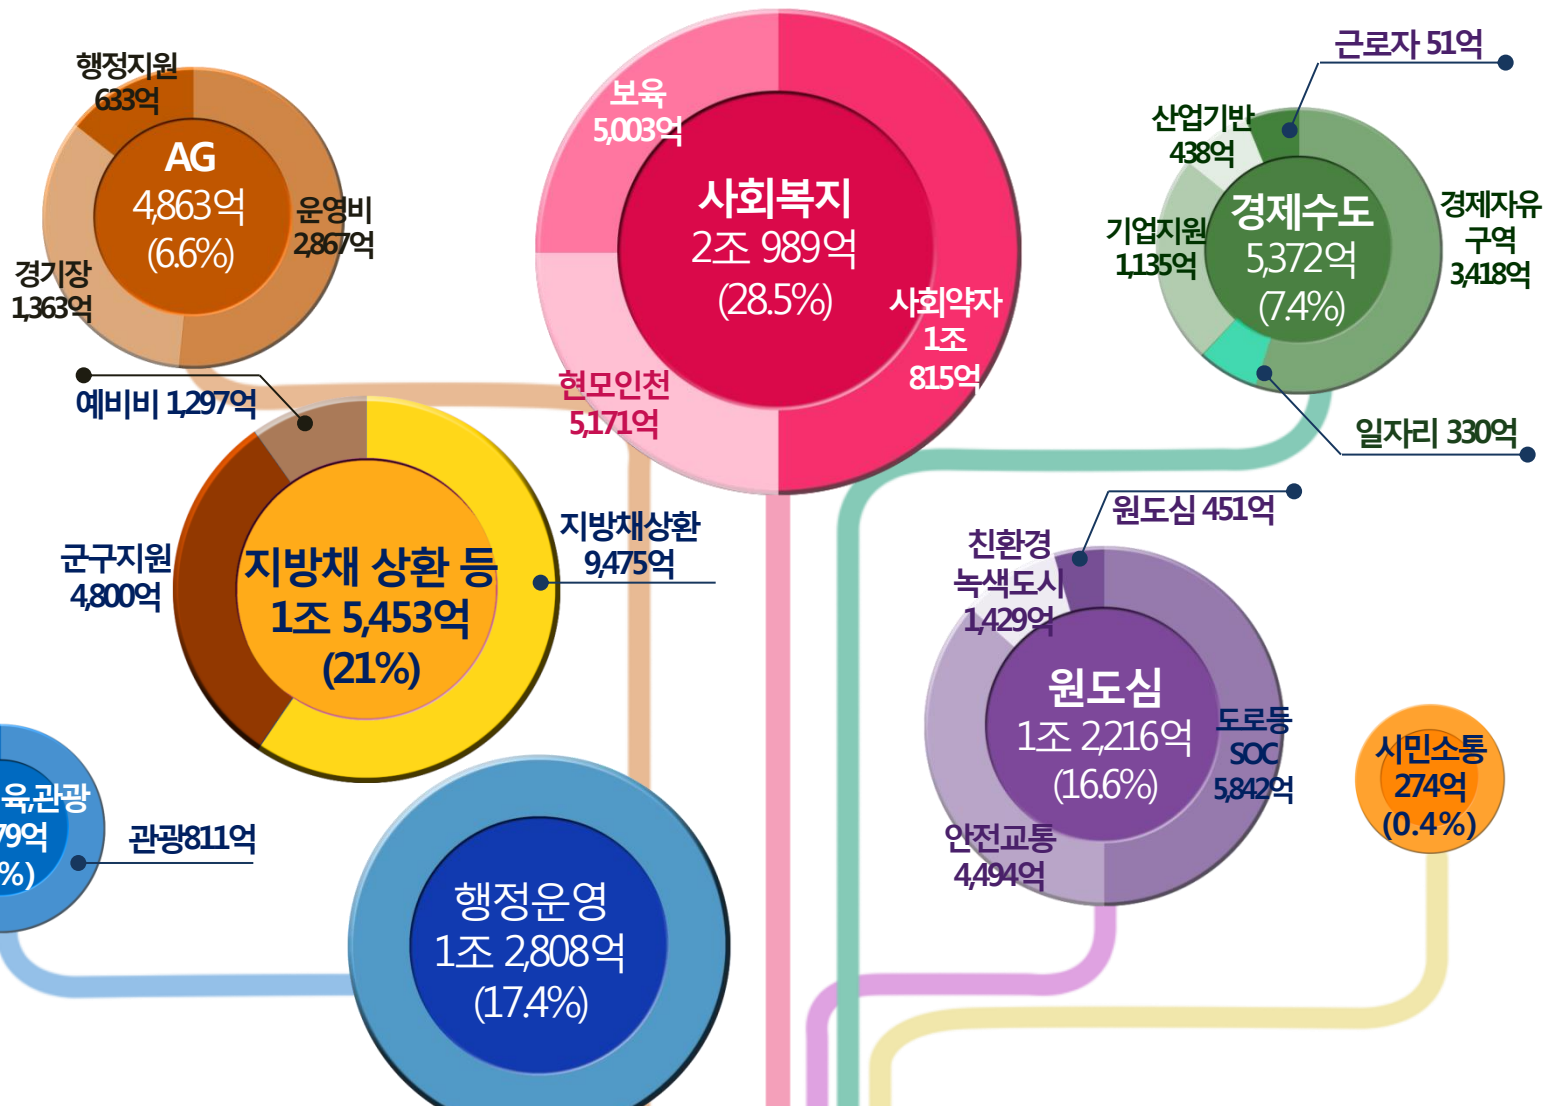 행정지원
633억
AG
4,863억
(6.6%)
운영비
2,867억
경기장
1,363억
보육
5,003억
사회복지
2조 989억
(28.5%)
사회약자
1조
815억
현모인천
5,171억
근로자 51억
산업기반
438억
경제수도
5,372억
(7.4%)
경제자유
구역
3,418억
기업지원
1,135억
일자리 330억
예비비 1,297억
군구지원
4,800억
지방채 상환 등
1조 5,453억
(21%)
지방채상환
9,475억
원도심 451억
친환경
녹색도시
1,429억
원도심
1조 2,216억
(16.6%)
도로등
SOC
5,842억
안전교통
4,494억
시민소통
274억
(0.4%)
육,관광
79억
%)
관광811억
행정운영
1조 2,808억
(17.4%)